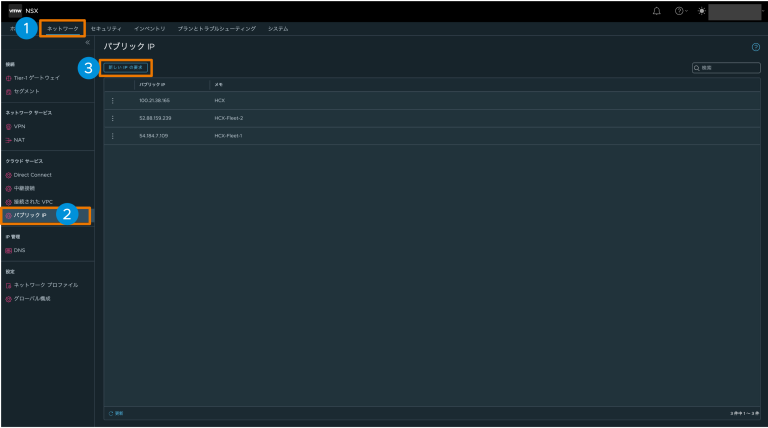 vmw NSX
1
ネットワーク セキュリティ インベントリ プランとトラブルシューティング システム
パブリック IP
3
新しい IP の要求
検索
パブリック IP メモ
100.21.38.165 HCX
52.88.159.239 HCX-Fleet-2
54.184.7.109 HCX-Fleet-1
接続
Tier-1 ゲートウェイ
セグメント
ネットワーク サービス
VPN
NAT
クラウド サービス
Direct Connect
中継接続
接続された VPC
パブリック IP
2
IP 管理
DNS
設定
ネットワーク プロファイル
グローバル構成
更新
3 件中 1 ～ 3 件